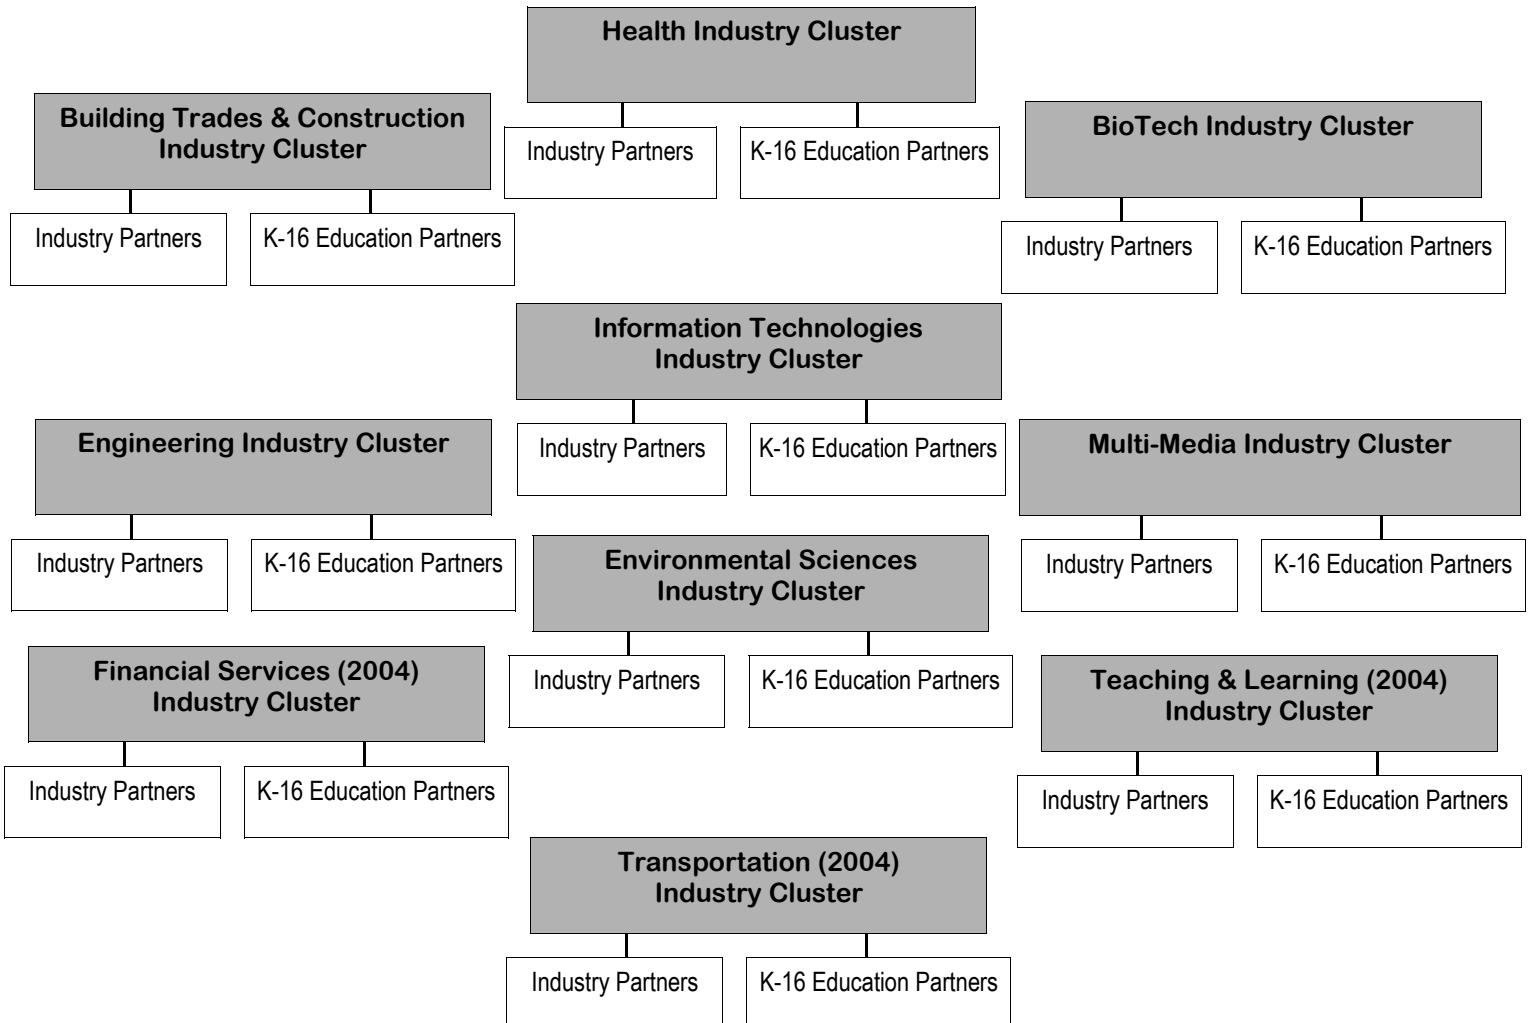 Health Industry Cluster
Industry Partners
K-16 Education Partners
Building Trades & Construction
Industry Cluster
Industry Partners
K-16 Education Partners
BioTech Industry Cluster
Industry Partners
K-16 Education Partners
Information Technologies
Industry Cluster
Industry Partners
K-16 Education Partners
Engineering Industry Cluster
Industry Partners
K-16 Education Partners
Multi-Media Industry Cluster
Industry Partners
K-16 Education Partners
Environmental Sciences
Industry Cluster
Industry Partners
K-16 Education Partners
Financial Services (2004)
Industry Cluster
Industry Partners
K-16 Education Partners
Teaching & Learning (2004)
Industry Cluster
Industry Partners
K-16 Education Partners
Transportation (2004)
Industry Cluster
Industry Partners
K-16 Education Partners